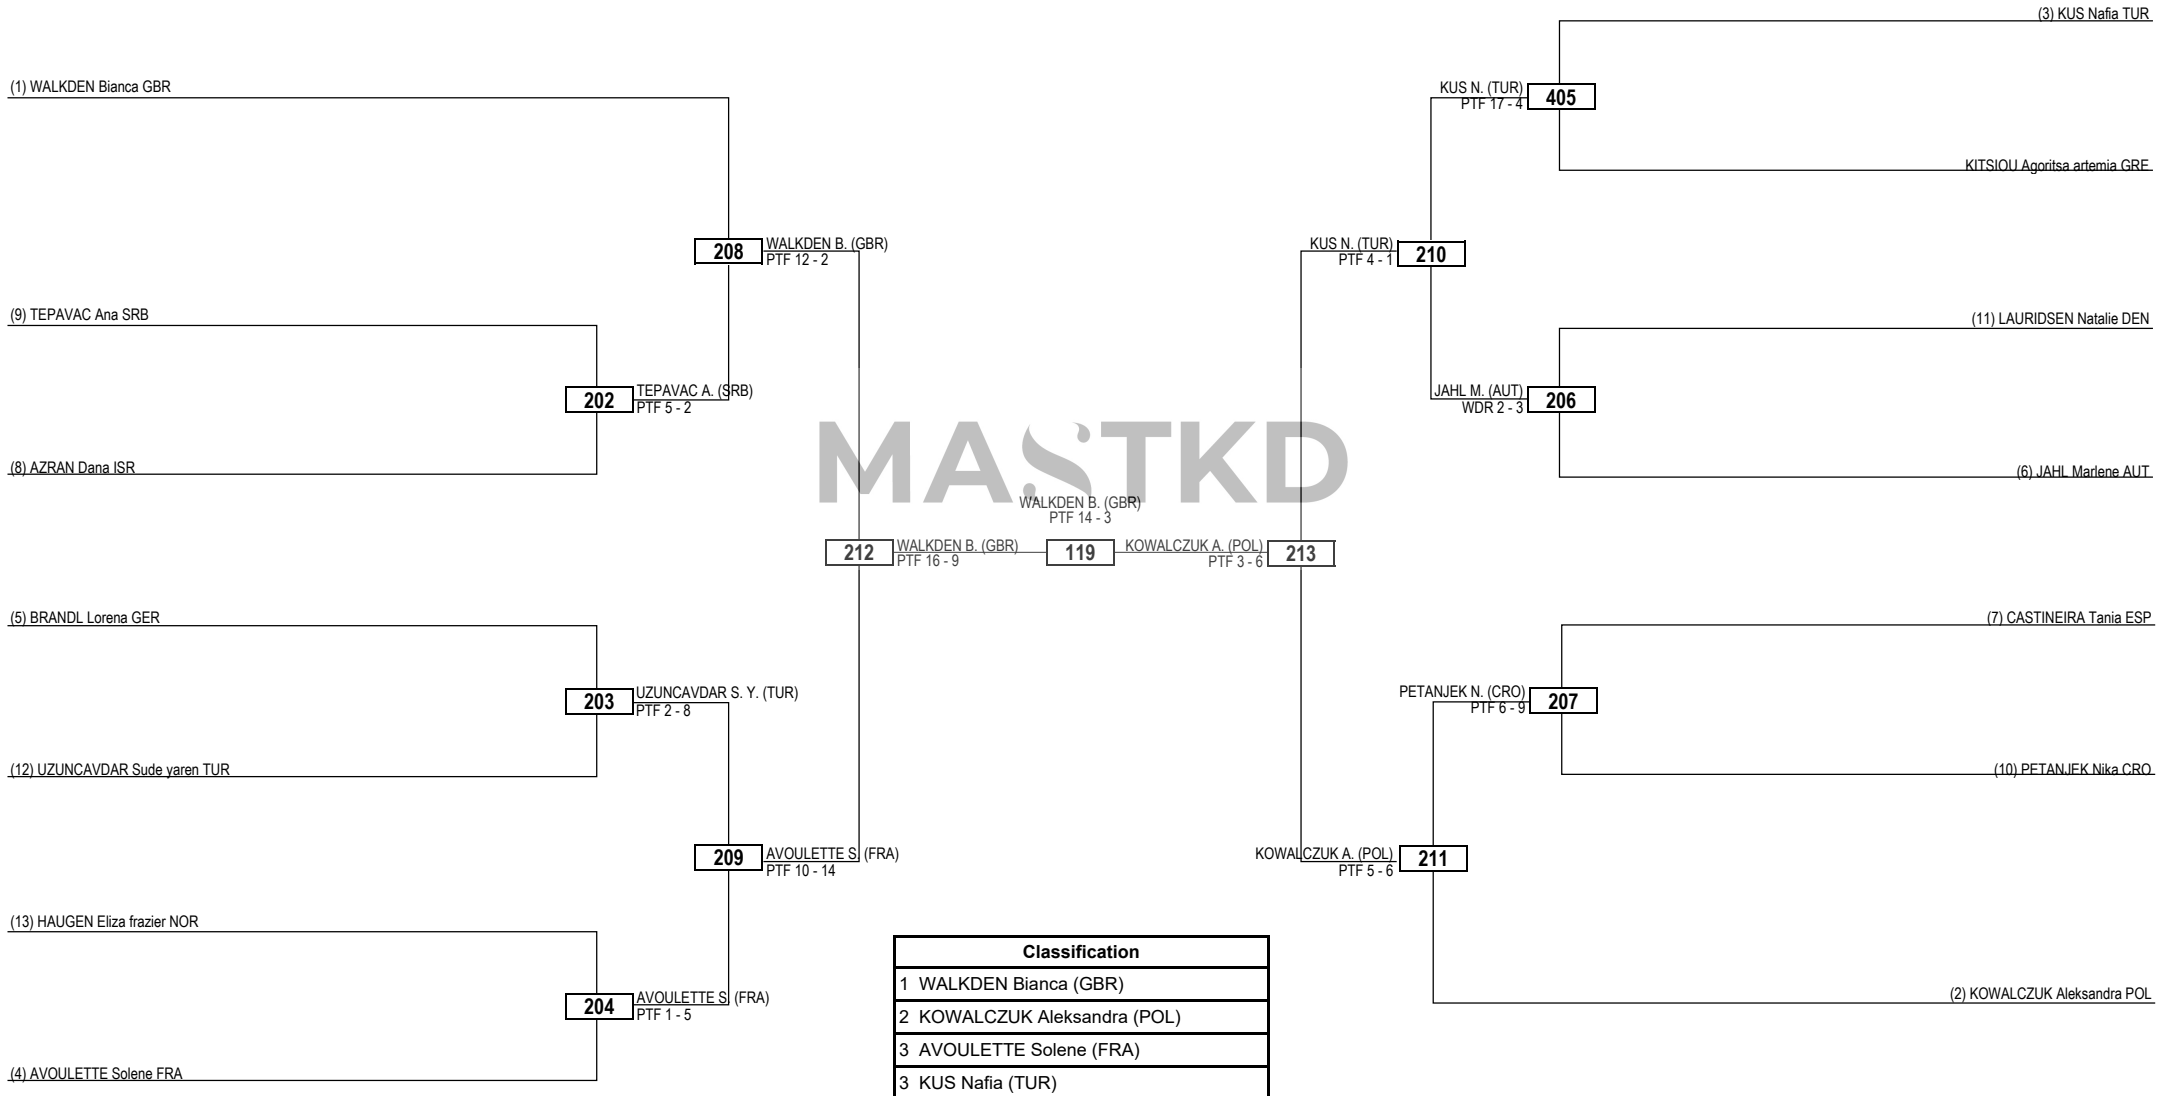 (3) KUS Nafia TUR
(1) WALKDEN Bianca GBR
KUS N. (TUR)
PTF 17 - 4
405
KITSIOU Agoritsa artemia GRE
208
WALKDEN B. (GBR)
PTF 12 - 2
KUS N. (TUR)
PTF 4 - 1
210
(9) TEPAVAC Ana SRB
(11) LAURIDSEN Natalie DEN
202
TEPAVAC A. (SRB)
PTF 5 - 2
JAHL M. (AUT)
WDR 2 - 3
206
MASTKD
(8) AZRAN Dana ISR
(6) JAHL Marlene AUT
WALKDEN B. (GBR)
PTF 14 - 3
212
WALKDEN B. (GBR)
PTF 16 - 9
119
KOWALCZUK A. (POL)
PTF 3 - 6
213
(5) BRANDL Lorena GER
(7) CASTINEIRA Tania ESP
203
UZUNCAVDAR S. Y. (TUR)
PTF 2 - 8
PETANJEK N. (CRO)
PTF 6 - 9
207
(12) UZUNCAVDAR Sude yaren TUR
(10) PETANJEK Nika CRO
209
AVOULETTE S. (FRA)
PTF 10 - 14
KOWALCZUK A. (POL)
PTF 5 - 6
211
(13) HAUGEN Eliza frazier NOR
204
AVOULETTE S. (FRA)
PTF 1 - 5
(2) KOWALCZUK Aleksandra POL
(4) AVOULETTE Solene FRA
Classification
1 WALKDEN Bianca (GBR)
2 KOWALCZUK Aleksandra (POL)
3 AVOULETTE Solene (FRA)
3 KUS Nafia (TUR)